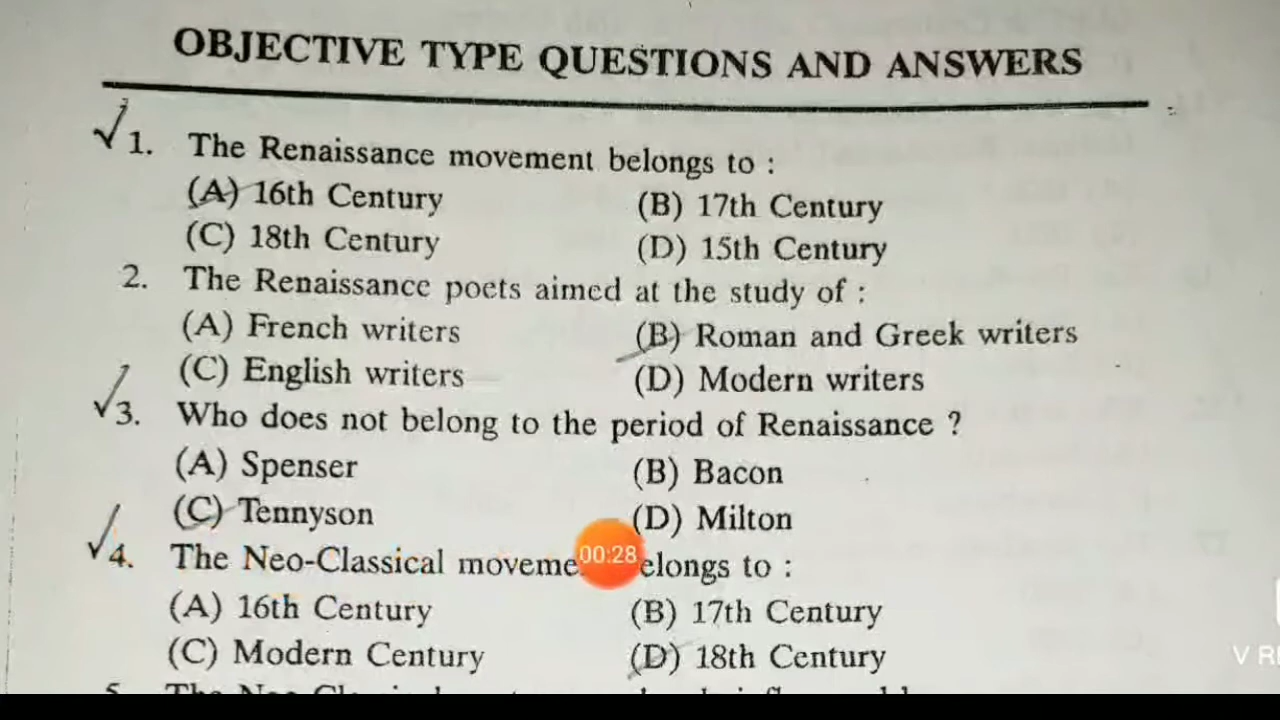 OBJECTIVE TYPE QUESTIONS AND ANSWERS
1. The Renaissance movement belongs to :
(A) 16th Century (B) 17th Century
(C) 18th Century (D) 15th Century
2. The Renaissance poets aimed at the study of :
(A) French writers (B) Roman and Greek writers
(C) English writers (D) Modern writers
3. Who does not belong to the period of Renaissance ?
(A) Spenser (B) Bacon
(C) Tennyson (D) Milton
4. The Neo-Classical moveme 00:28 elongs to :
(A) 16th Century (B) 17th Century
(C) Modern Century (D) 18th Century
V R